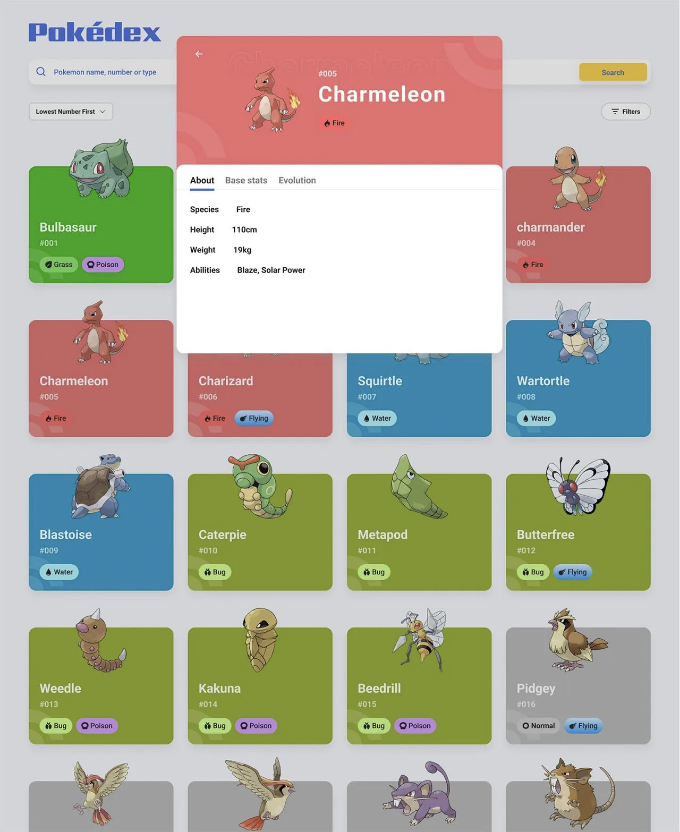 Pokédex
Pokemon name, number or type
Search
Lowest Number First
Filters
#005
Charmeleon
Fire
About Base stats Evolution
Species Fire
Height 110cm
Weight 19kg
Abilities Blaze, Solar Power
Bulbasaur
#001
Grass Poison
charmander
#004
Fire
Charmeleon
#005
Fire
Charizard
#006
Fire Flying
Squirtle
#007
Water
Wartortle
#008
Water
Blastoise
#009
Water
Caterpie
#010
Bug
Metapod
#011
Bug
Butterfree
#012
Bug Flying
Weedle
#013
Bug Poison
Kakuna
#014
Bug Poison
Beedrill
#015
Bug Poison
Pidgey
#016
Normal Flying